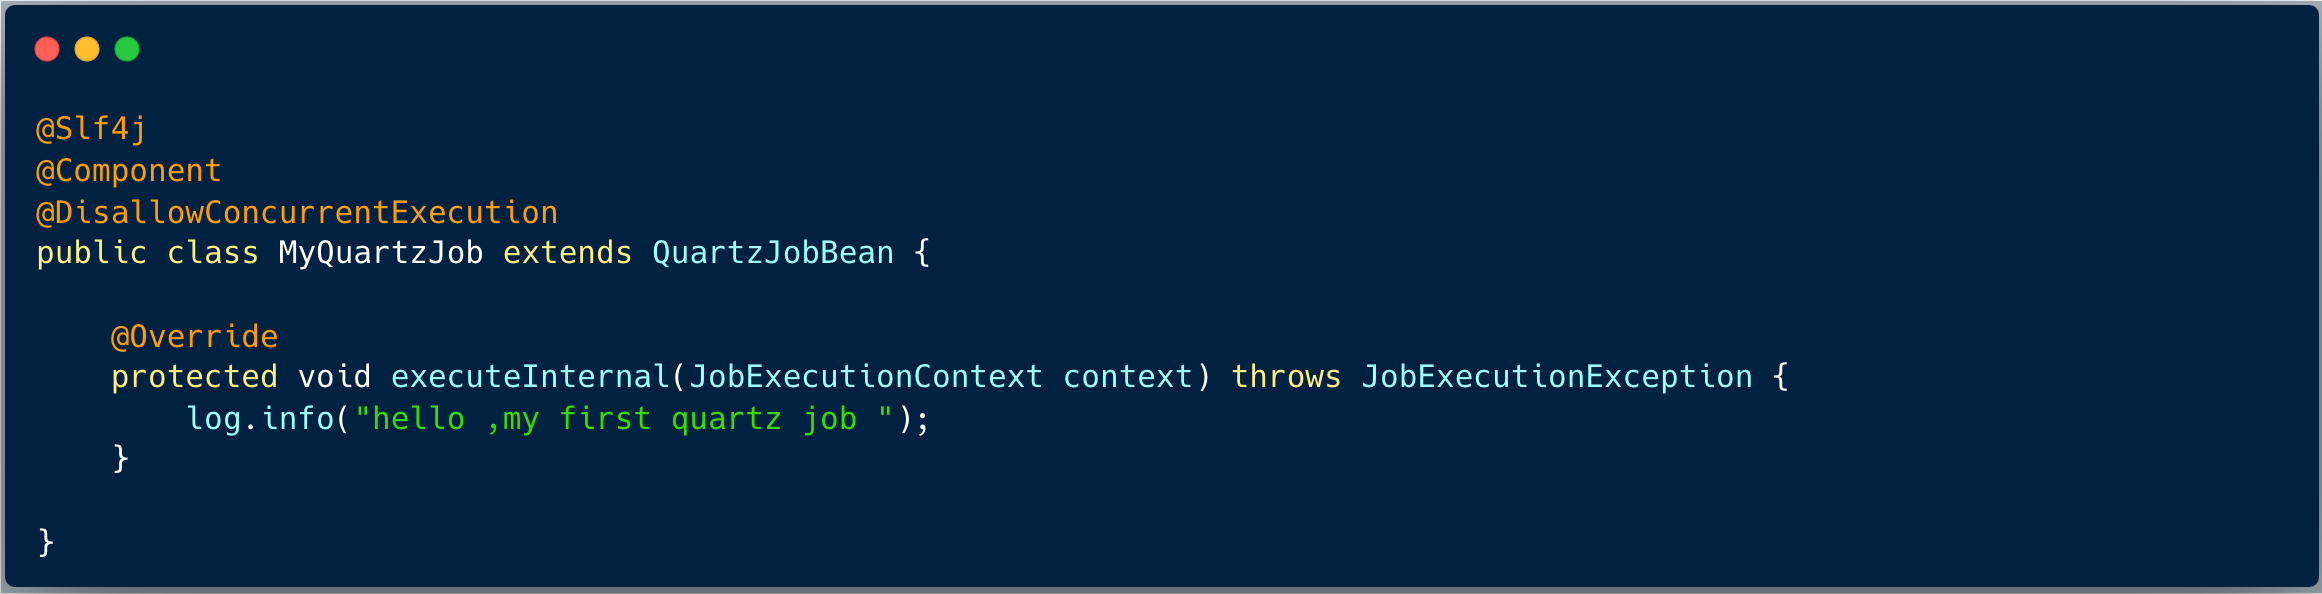 @Slf4j
@Component
@DisallowConcurrentExecution
public class MyQuartzJob extends QuartzJobBean {
    @Override
    protected void executeInternal(JobExecutionContext context) throws JobExecutionException {
        log.info("hello ,my first quartz job ");
    }
}